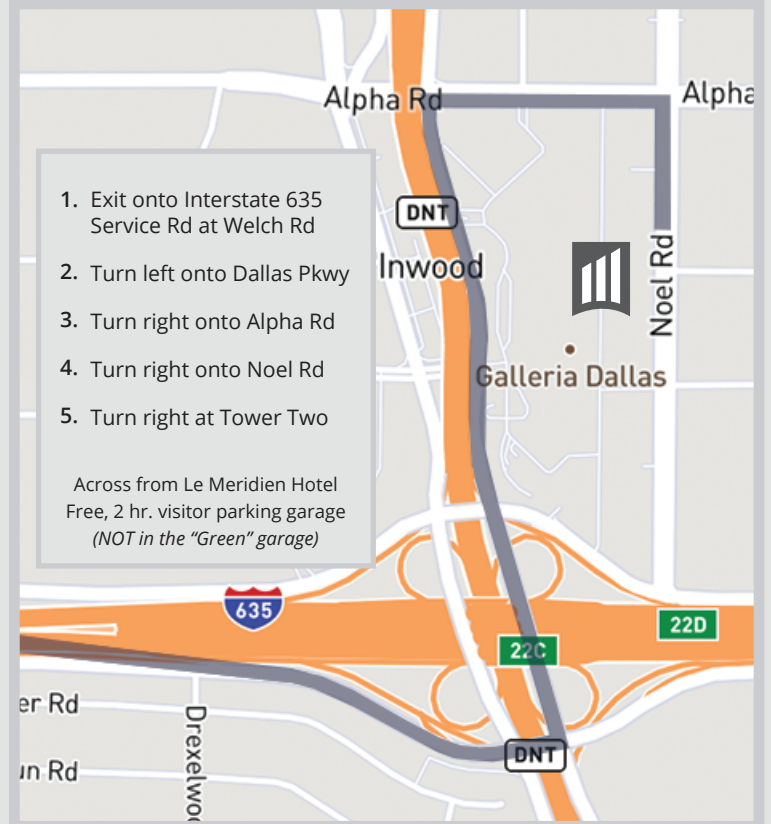 Alpha Rd
Alpha
1. Exit onto Interstate 635
Service Rd at Welch Rd
2. Turn left onto Dallas Pkwy
3. Turn right onto Alpha Rd
4. Turn right onto Noel Rd
5. Turn right at Tower Two
Across from Le Meridien Hotel
Free, 2 hr. visitor parking garage
(NOT in the “Green” garage)
DNT
Inwood
Noel Rd
Galleria Dallas
635
22D
22C
er Rd
Drexelwoo
un Rd
DNT